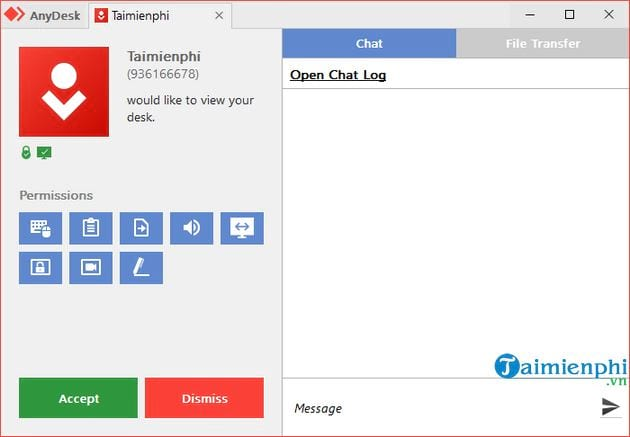 AnyDesk
Taimienphi
Taimienphi
(936166678)
would like to view your
desk.
Permissions
Accept
Dismiss
Chat
File Transfer
Open Chat Log
Taimienphi
.vn
Message